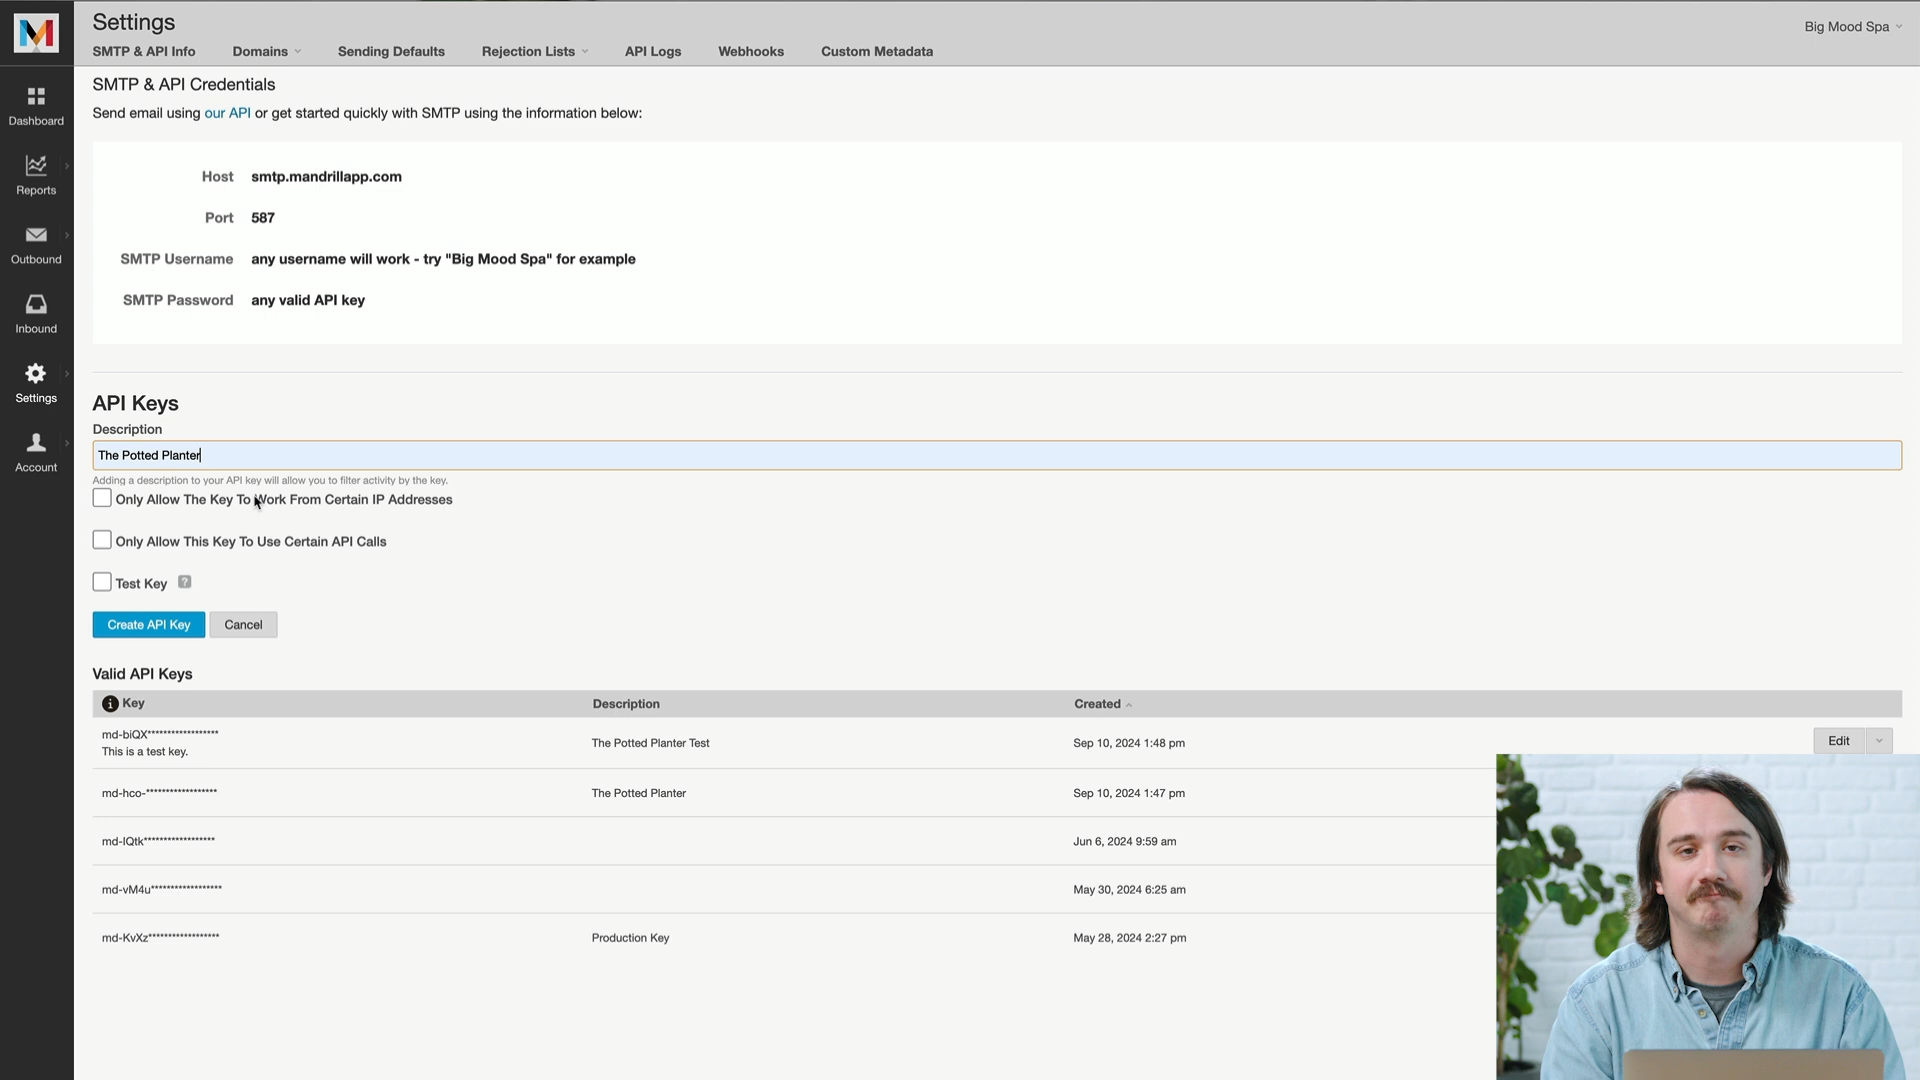 Settings
Big Mood Spa
SMTP & API Info Domains Sending Defaults Rejection Lists API Logs Webhooks Custom Metadata
SMTP & API Credentials
Send email using our API or get started quickly with SMTP using the information below:
Dashboard
Reports
Outbound
Inbound
Settings
Account
Host smtp.mandrillapp.com
Port 587
SMTP Username any username will work - try "Big Mood Spa" for example
SMTP Password any valid API key
API Keys
Description
The Potted Planter
Adding a description to your API key will allow you to filter activity by the key.
Only Allow The Key To Work From Certain IP Addresses
Only Allow This Key To Use Certain API Calls
Test Key ?
Create API Key Cancel
Valid API Keys
Key Description Created
md-biQX****************** The Potted Planter Test Sep 10, 2024 1:48 pm Edit
This is a test key.
md-hco-****************** The Potted Planter Sep 10, 2024 1:47 pm
md-IQtk****************** Jun 6, 2024 9:59 am
md-vM4u****************** May 30, 2024 6:25 am
md-KvXz****************** Production Key May 28, 2024 2:27 pm